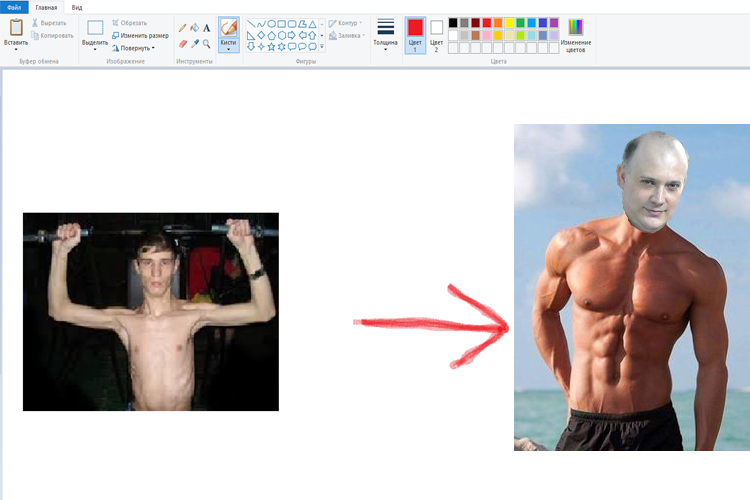 Файл Главная Вид
Вставить
Вырезать
Копировать
Буфер обмена
Выделить
Обрезать
Изменить размер
Повернуть
Изображение
Инструменты
Кисти
Контур
Заливка
Фигуры
Толщина
Цвет 1
Цвет 2
Изменение цветов
Цвета